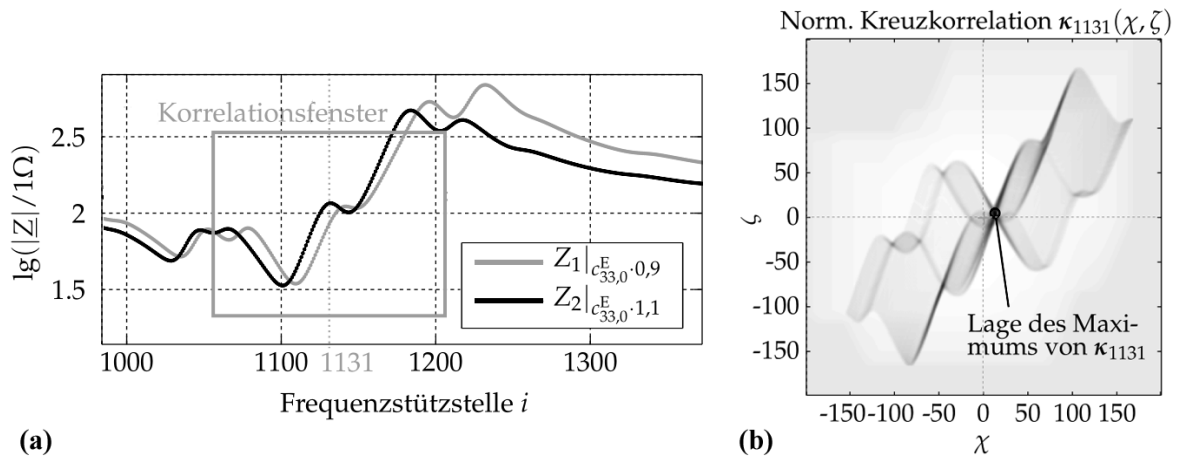 Korrelationsfenster
lg(|Z|/1Ω)
2.5
2
1.5
Z₁|c³³,₀ᴱ·0,9
Z₂|c³³,₀ᴱ·1,1
1000
1100
1131
1200
1300
Frequenzstützstelle i
(a)
Norm. Kreuzkorrelation κ₁₁₃₁(χ,ζ)
ζ
150
100
50
0
-50
-100
-150
Lage des Maxi-
mums von κ₁₁₃₁
-150
-100
-50
0
50
100
150
χ
(b)